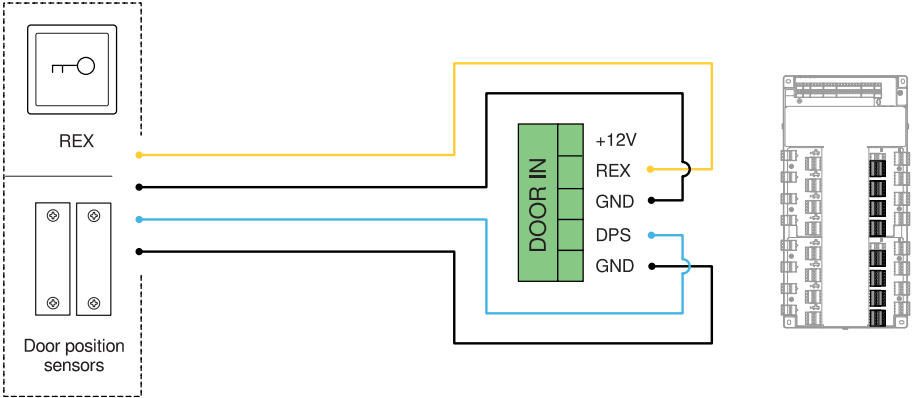 REX
Door position
sensors
DOOR IN
+12V
REX
GND
DPS
GND